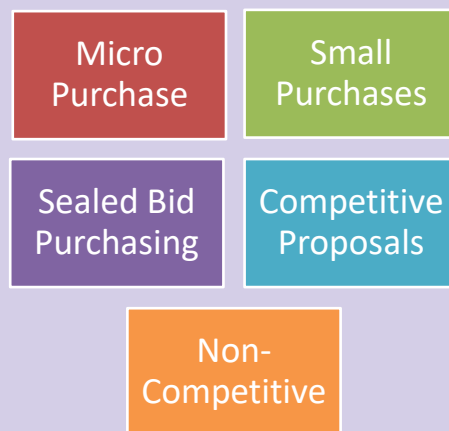 Micro
Purchase
Small
Purchases
Sealed Bid
Purchasing
Competitive
Proposals
Non-
Competitive